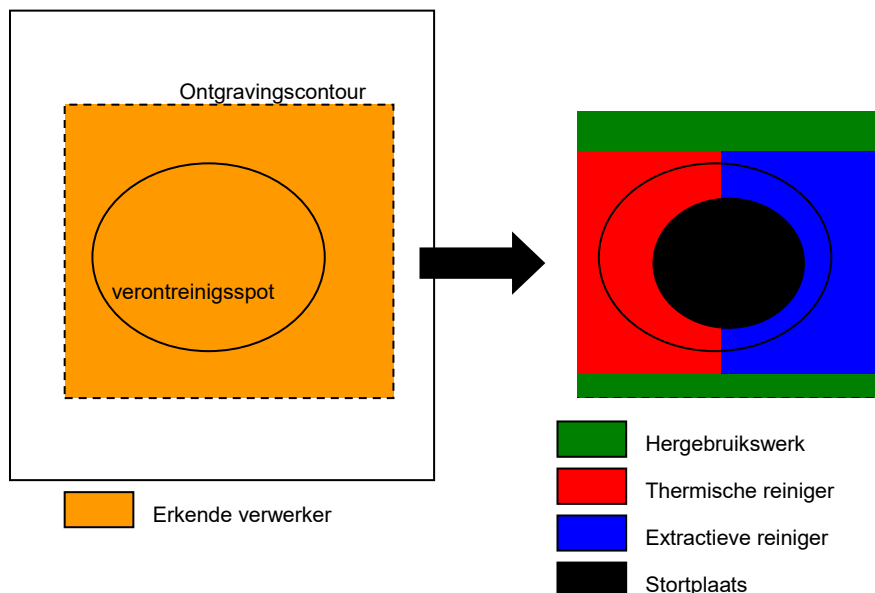 Ontgravingscontour
verontreinigsspot
Erkende verwerker
Hergebruikswerk
Thermische reiniger
Extractieve reiniger
Stortplaats